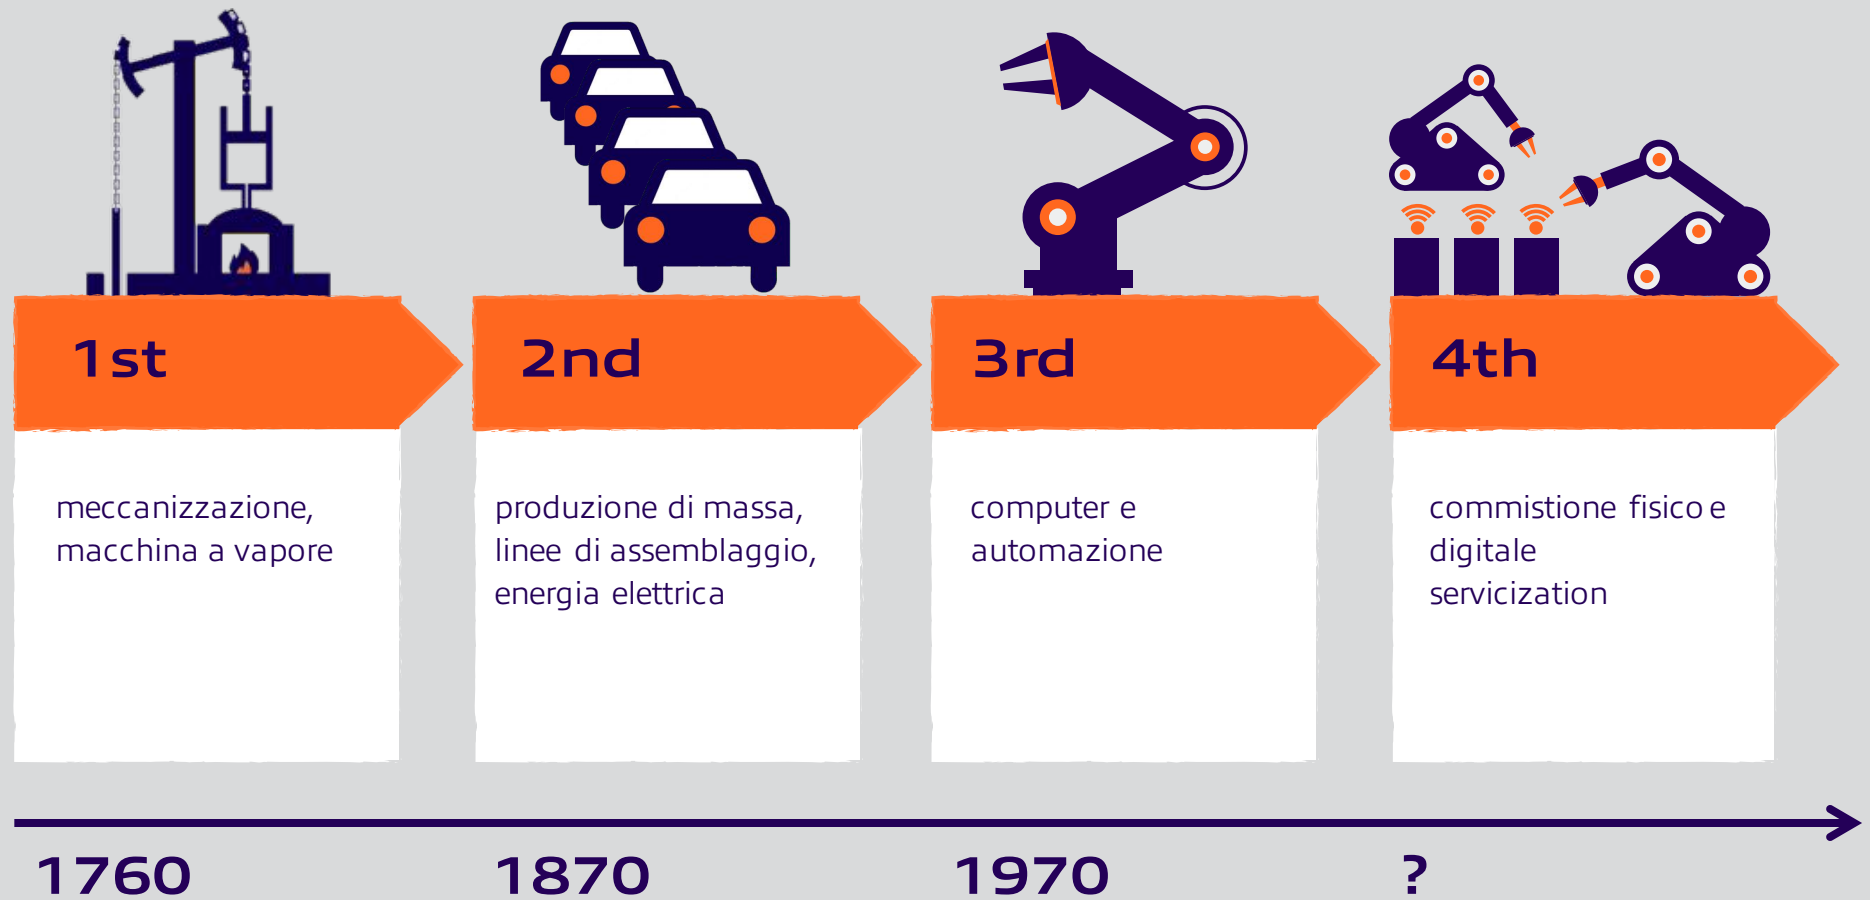 1st
meccanizzazione,
macchina a vapore
2nd
produzione di massa,
linee di assemblaggio,
energia elettrica
3rd
computer e
automazione
4th
commistione fisico e
digitale
servicization
1760
1870
1970
?